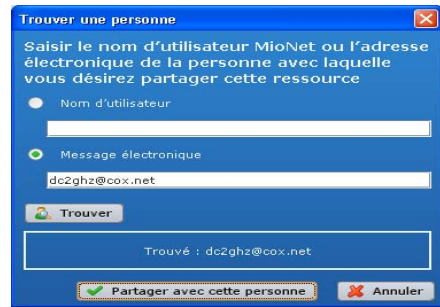 Trouver une personne
Saisir le nom d'utilisateur MioNet ou l'adresse
électronique de la personne avec laquelle
vous désirez partager cette ressource
Nom d'utilisateur
Message électronique
dc2ghz@cox.net
Trouver
Trouvé : dc2ghz@cox.net
Partager avec cette personne
Annuler